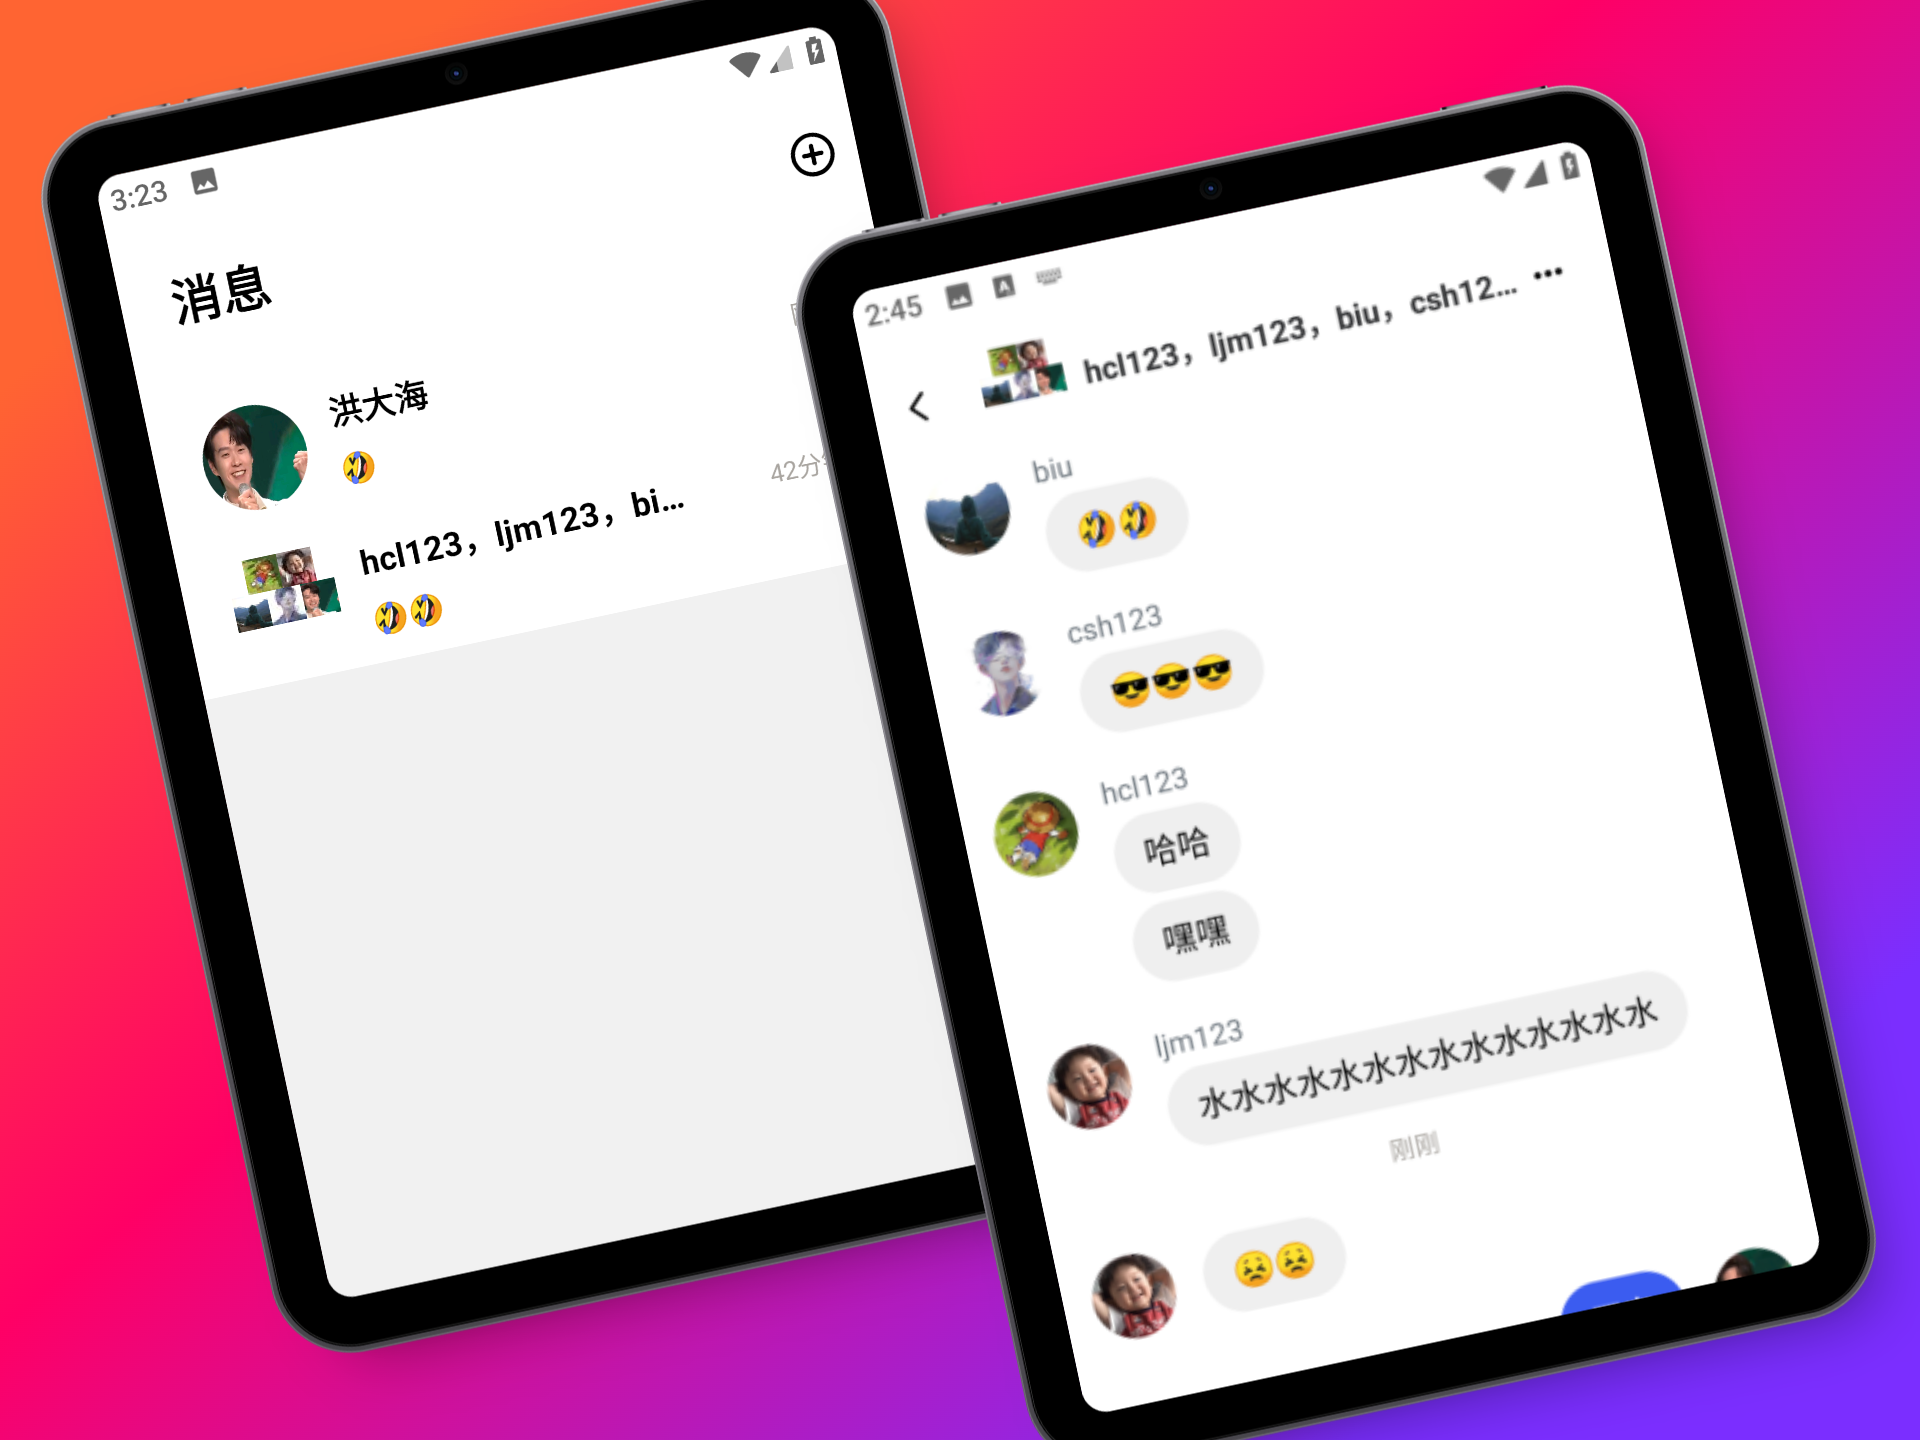 3:23
消息
洪大海
🤣
42分
hcl123，ljm123，bi...
🤣🤣
2:45
hcl123，ljm123，biu，csh12...
biu
🤣🤣
csh123
😎😎😎
hcl123
哈哈
嘿嘿
ljm123
水水水水水水水水水水水水水水
刚刚
😫😫